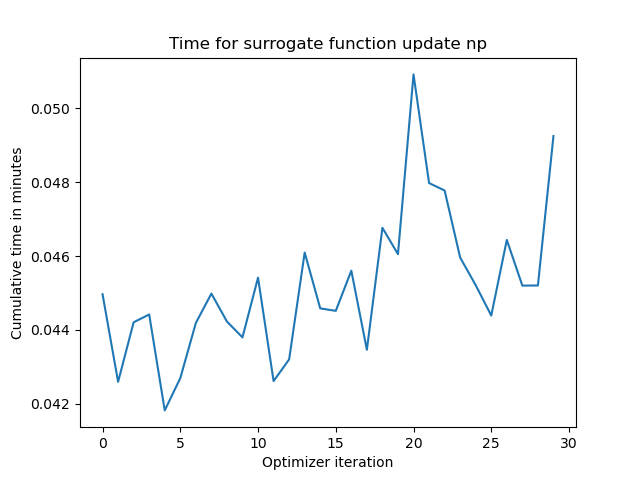 Time for surrogate function update np
Cumulative time in minutes
0.050
0.048
0.046
0.044
0.042
0 5 10 15 20 25 30
Optimizer iteration